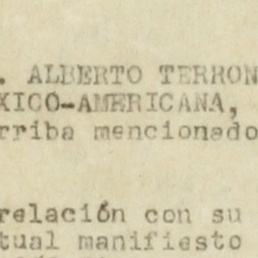 . ALBERTO TERRON
XICO-AMERICANA,
rriba mencionado
relación con su
tual manifiesto